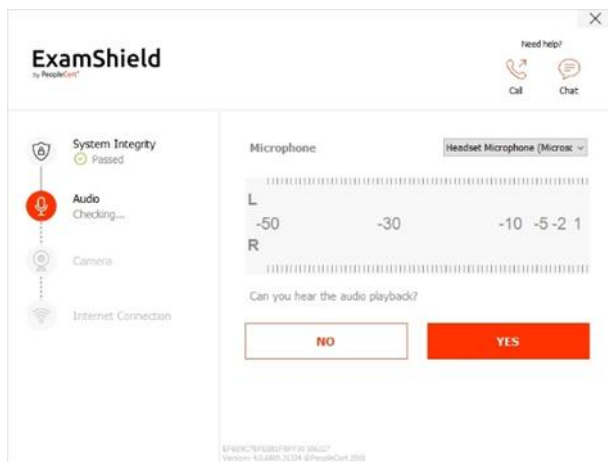 Need help?
ExamShield
by PeopleCert
Call
Chat
System Integrity
Passed
Audio
Checking...
Camera
Internet Connection
Microphone
Headset Microphone (Microsc
L
-50 -30 -10 -5 -2 1
R
Can you hear the audio playback?
NO
YES